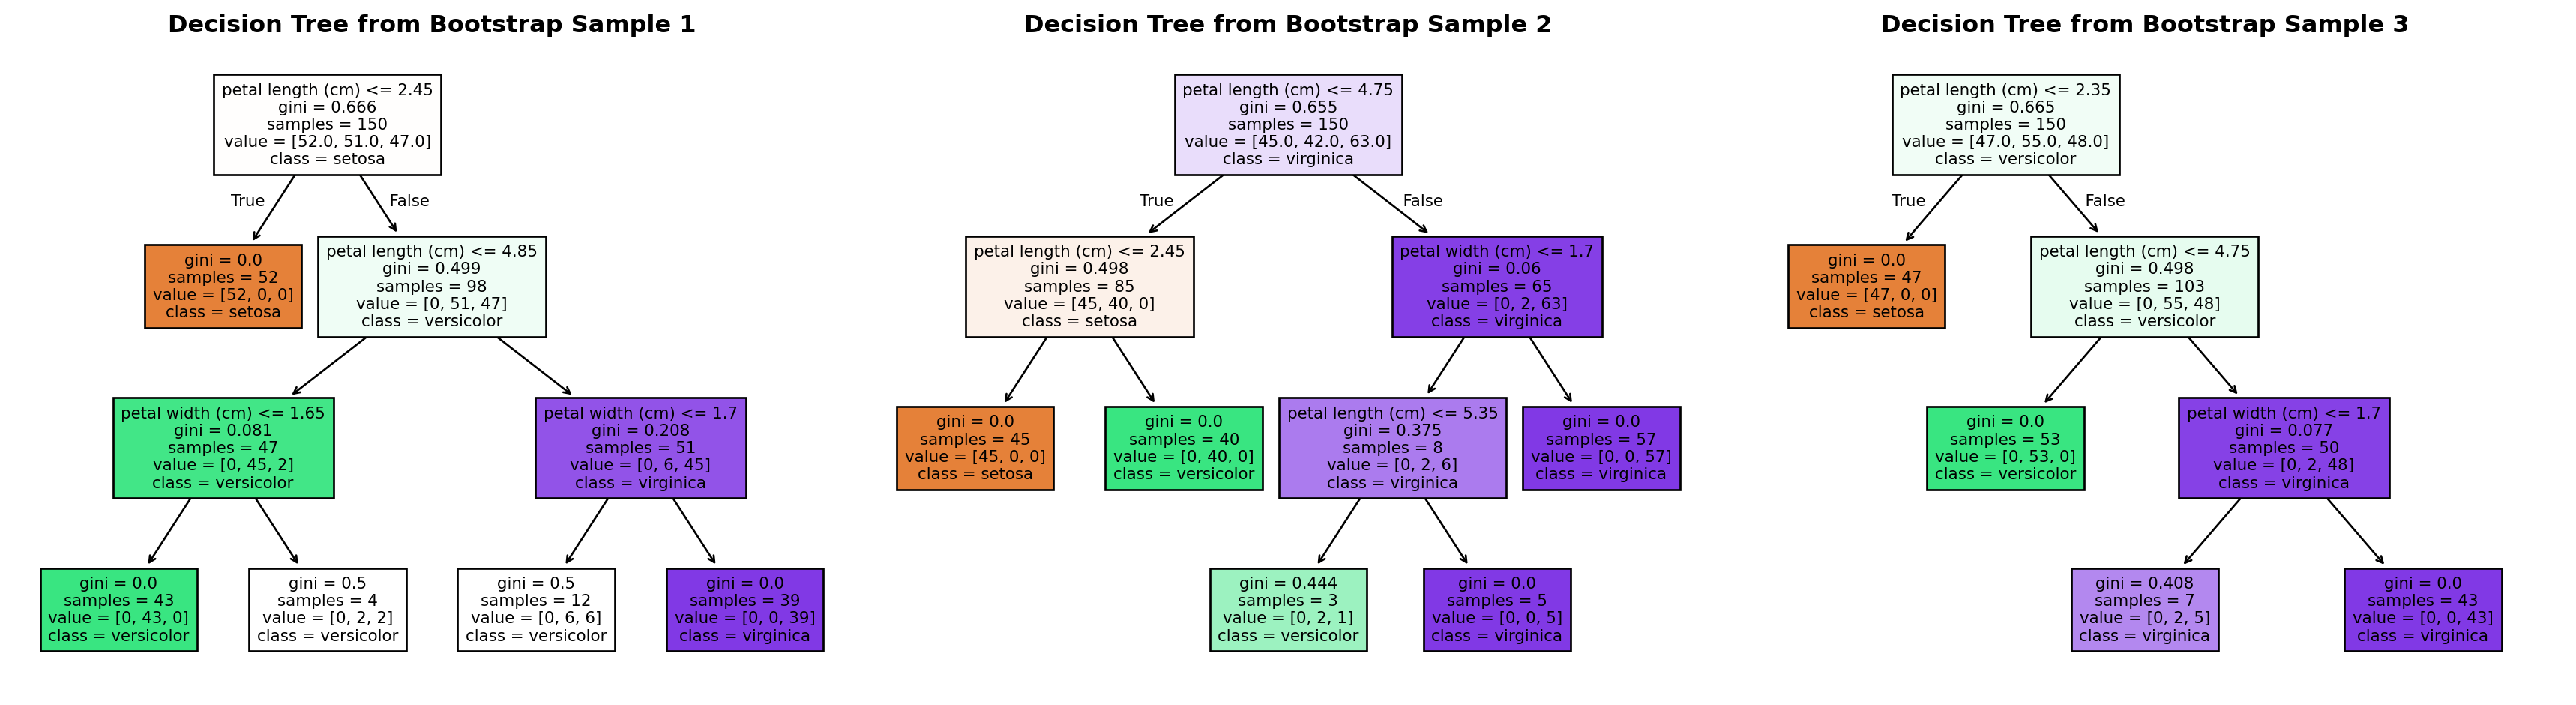 Decision Tree from Bootstrap Sample 1
petal length (cm) <= 2.45
gini = 0.666
samples = 150
value = [52.0, 51.0, 47.0]
class = setosa
True
False
gini = 0.0
samples = 52
value = [52, 0, 0]
class = setosa
petal length (cm) <= 4.85
gini = 0.499
samples = 98
value = [0, 51, 47]
class = versicolor
petal width (cm) <= 1.65
gini = 0.081
samples = 47
value = [0, 45, 2]
class = versicolor
petal width (cm) <= 1.7
gini = 0.208
samples = 51
value = [0, 6, 45]
class = virginica
gini = 0.0
samples = 43
value = [0, 43, 0]
class = versicolor
gini = 0.5
samples = 4
value = [0, 2, 2]
class = versicolor
gini = 0.5
samples = 12
value = [0, 6, 6]
class = versicolor
gini = 0.0
samples = 39
value = [0, 0, 39]
class = virginica
Decision Tree from Bootstrap Sample 2
petal length (cm) <= 4.75
gini = 0.655
samples = 150
value = [45.0, 42.0, 63.0]
class = virginica
True
False
petal length (cm) <= 2.45
gini = 0.498
samples = 85
value = [45, 40, 0]
class = setosa
petal width (cm) <= 1.7
gini = 0.06
samples = 65
value = [0, 2, 63]
class = virginica
gini = 0.0
samples = 45
value = [45, 0, 0]
class = setosa
gini = 0.0
samples = 40
value = [0, 40, 0]
class = versicolor
petal length (cm) <= 5.35
gini = 0.375
samples = 8
value = [0, 2, 6]
class = virginica
gini = 0.0
samples = 57
value = [0, 0, 57]
class = virginica
gini = 0.444
samples = 3
value = [0, 2, 1]
class = versicolor
gini = 0.0
samples = 5
value = [0, 0, 5]
class = virginica
Decision Tree from Bootstrap Sample 3
petal length (cm) <= 2.35
gini = 0.665
samples = 150
value = [47.0, 55.0, 48.0]
class = versicolor
True
False
gini = 0.0
samples = 47
value = [47, 0, 0]
class = setosa
petal length (cm) <= 4.75
gini = 0.498
samples = 103
value = [0, 55, 48]
class = versicolor
gini = 0.0
samples = 53
value = [0, 53, 0]
class = versicolor
petal width (cm) <= 1.7
gini = 0.077
samples = 50
value = [0, 2, 48]
class = virginica
gini = 0.408
samples = 7
value = [0, 2, 5]
class = virginica
gini = 0.0
samples = 43
value = [0, 0, 43]
class = virginica